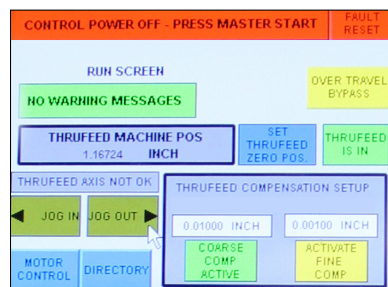 CONTROL POWER OFF - PRESS MASTER START
FAULT
RESET
RUN SCREEN
OVER TRAVEL
BYPASS
NO WARNING MESSAGES
THRUFEED MACHINE POS
1.16724 INCH
SET
THRUFEED
ZERO POS.
THRUFEED
IS IN
THRUFEED AXIS NOT OK
THRUFEED COMPENSATION SETUP
JOG IN
JOG OUT
0.01000 INCH
0.00100 INCH
COARSE
COMP
ACTIVE
ACTIVATE
FINE
COMP
MOTOR
CONTROL
DIRECTORY